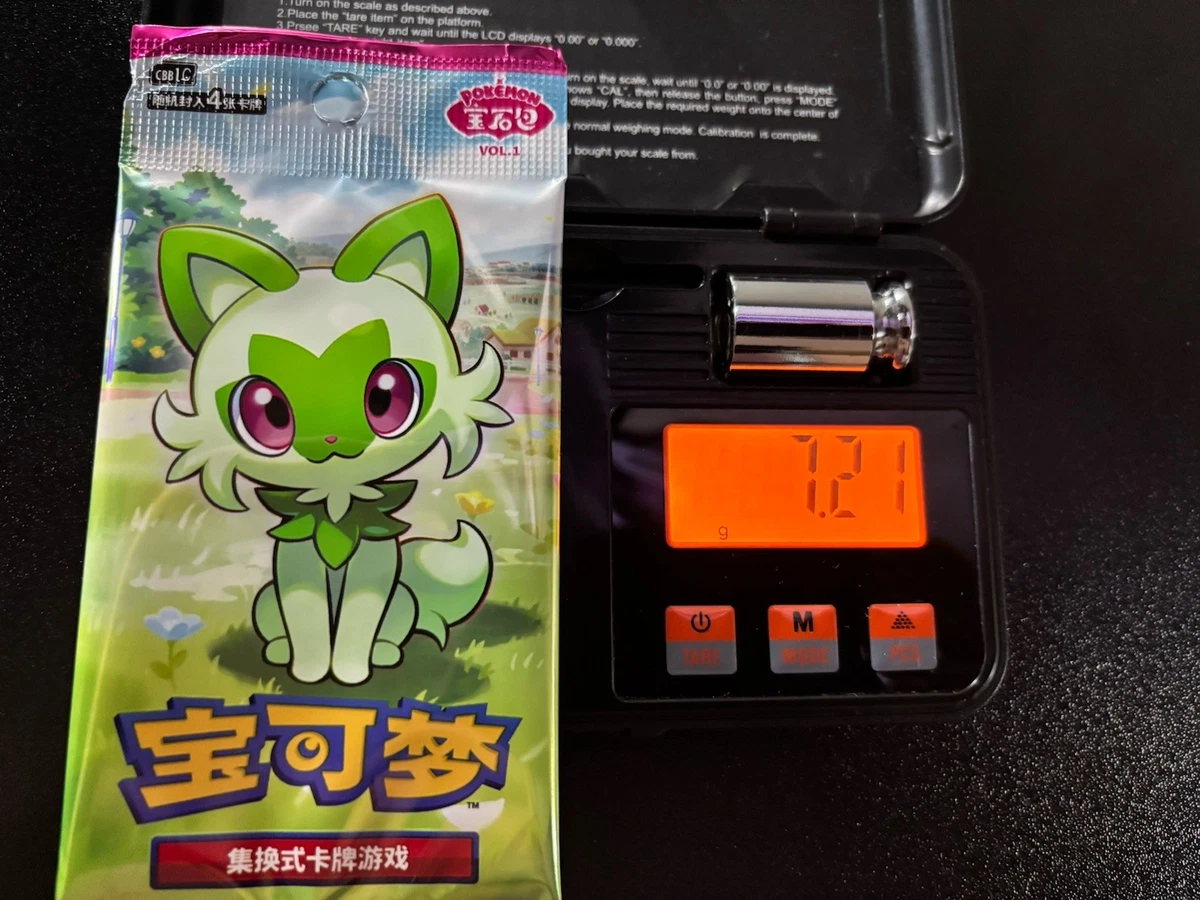 1.Turn on the scale as described above.
2.Place the "tare item" on the platform.
3.Prsee "TARE" key and wait until the LCD displays "0.00" or "0.000".
rn on the scale, wait until "0.0" or "0.00" is displayed.
hows "CAL", then release the button, press "MODE"
display. Place the required weight onto the center of
normal weighing mode. Calibration is complete.
u bought your scale from.
CBB1C
随机封入4张卡牌
POKÉMON
宝石包
VOL.1
7.21
g
M
TARE
MODE
PCS
宝可梦
TM
集换式卡牌游戏